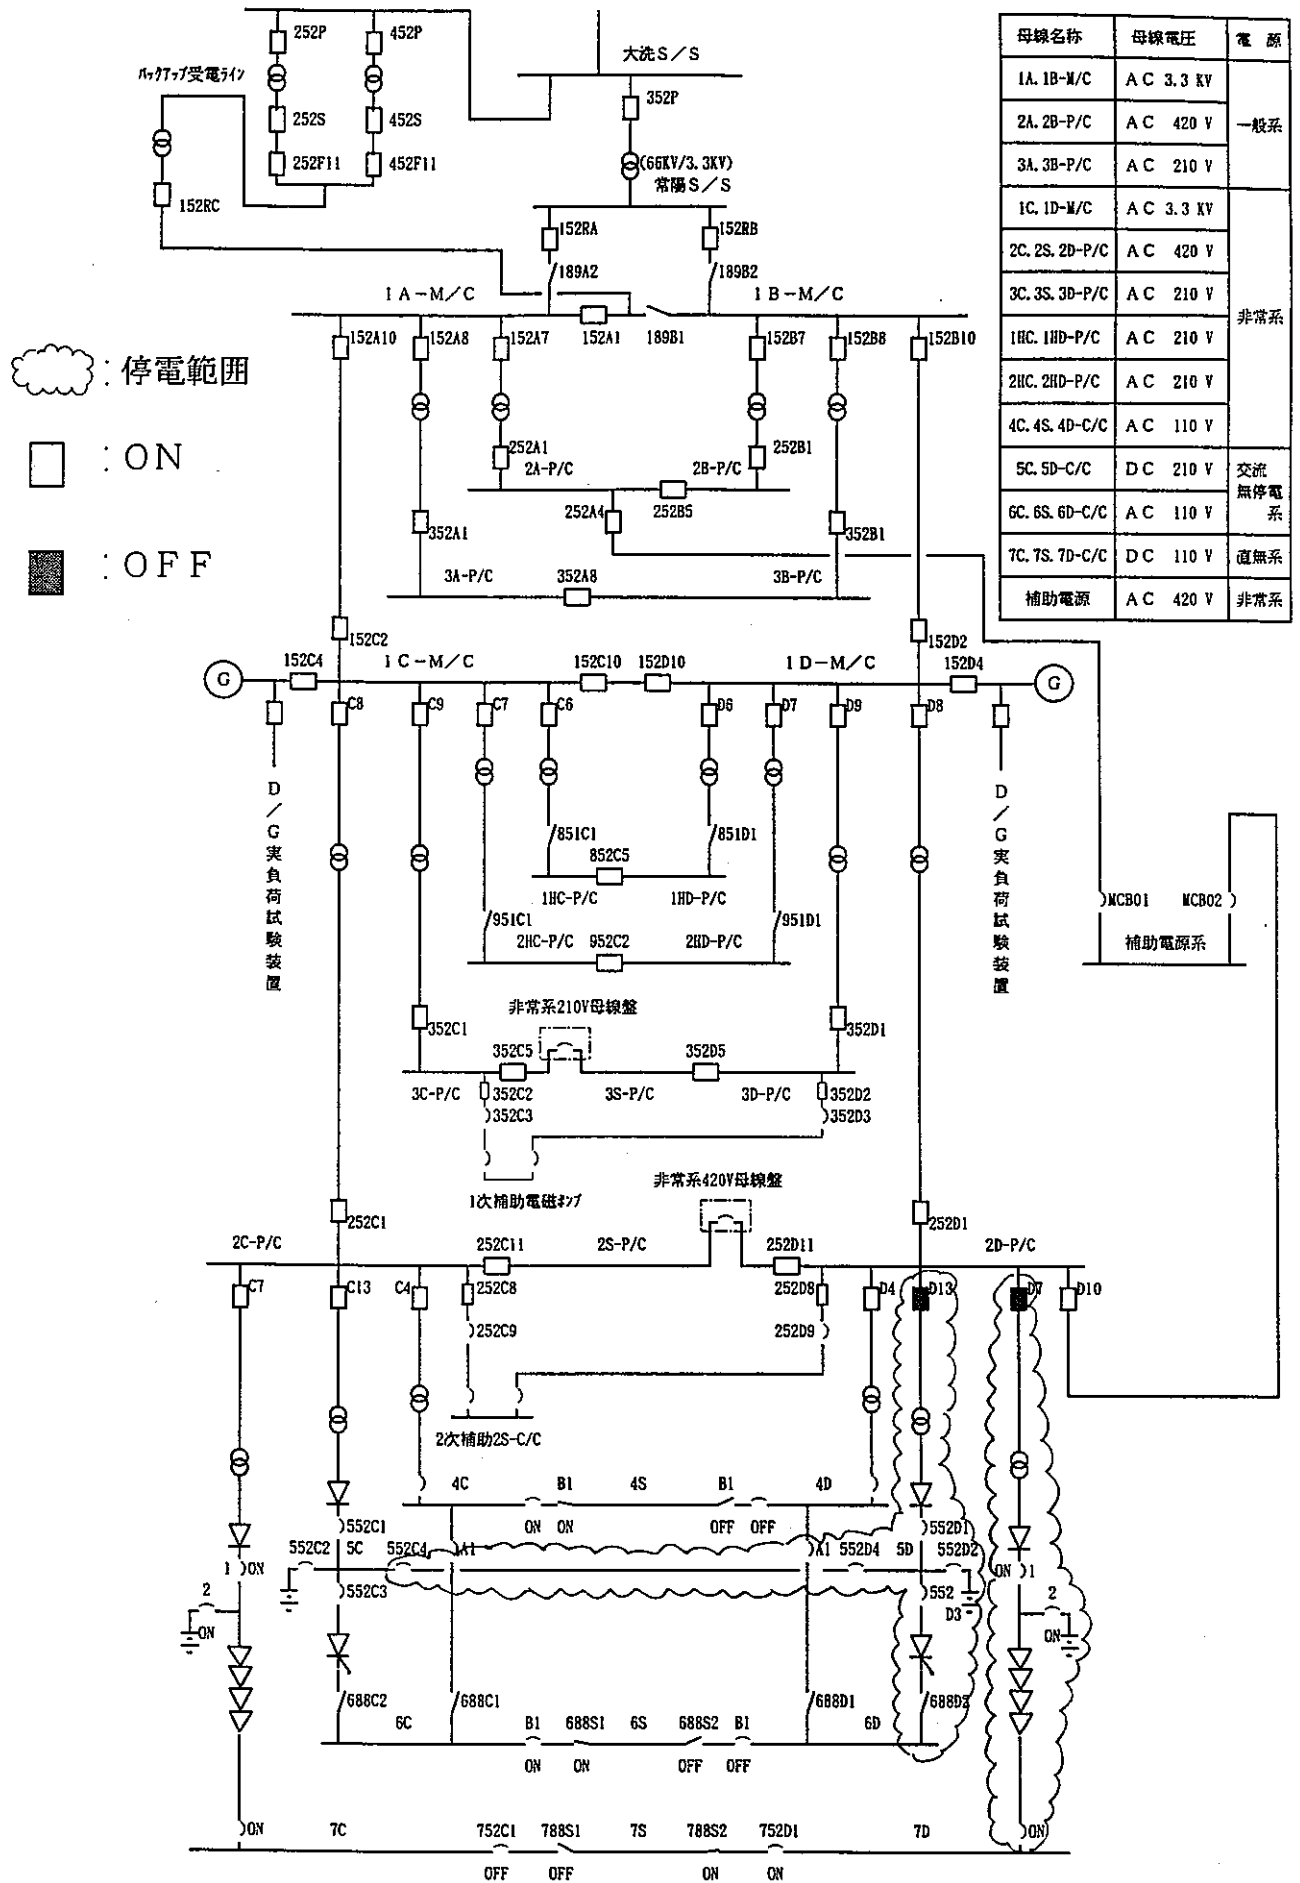 252P
452P
大洗S/S
バックアップ受電ライン
352P
252S
452S
252F11
452F11
(66KV/3.3KV)
常陽S/S
152RC
152RA
152RB
189A2
189B2
1A-M/C
1B-M/C
152A10
152A8
152A7
152A1
189B1
152B7
152B8
152B10
母線名称 母線電圧 電源
1A. 1B-M/C AC 3.3 KV 一般系
2A. 2B-P/C AC 420 V
3A. 3B-P/C AC 210 V
1C. 1D-M/C AC 3.3 KV 非常系
2C. 2S. 2D-P/C AC 420 V
3C. 3S. 3D-P/C AC 210 V
1HC. 1HD-P/C AC 210 V
2HC. 2HD-P/C AC 210 V
4C. 4S. 4D-C/C AC 110 V
5C. 5D-C/C DC 210 V 交流
無停電
系
6C. 6S. 6D-C/C AC 110 V
7C. 7S. 7D-C/C DC 110 V 直無系
補助電源 AC 420 V 非常系
:停電範囲
:ON
:OFF
252A1
252B1
2A-P/C
2B-P/C
252A4
252B5
352A1
352B1
3A-P/C
352A8
3B-P/C
152C2
152D2
152C4
1C-M/C
152C10
152D10
1D-M/C
152D4
G
G
C8
C9
C7
C6
D6
D7
D9
D8
D/G実負荷試験装置
D/G実負荷試験装置
851C1
851D1
852C5
1HC-P/C
1HD-P/C
951C1
951D1
2HC-P/C
952C2
2HD-P/C
MCB01
MCB02
補助電源系
非常系210V母線盤
352C1
352D1
352C5
352D5
3C-P/C
352C2
3S-P/C
3D-P/C
352D2
352C3
352D3
1次補助電磁ポンプ
非常系420V母線盤
252C1
252D1
2C-P/C
252C11
2S-P/C
252D11
2D-P/C
C7
C13
C4
252C8
252D8
D4
D13
D7
D10
252C9
252D9
2次補助2S-C/C
4C
B1
4S
B1
4D
ON
ON
OFF
OFF
552C1
552D1
552C2
5C
552C4
A1
A1
552D4
5D
552D2
1
ON
ON
1
552C3
552
D3
2
ON
2
ON
688C2
688C1
688D1
688D2
6C
B1
688S1
6S
688S2
B1
6D
ON
ON
OFF
OFF
ON
7C
752C1
788S1
7S
788S2
752D1
7D
ON
OFF
OFF
ON
ON